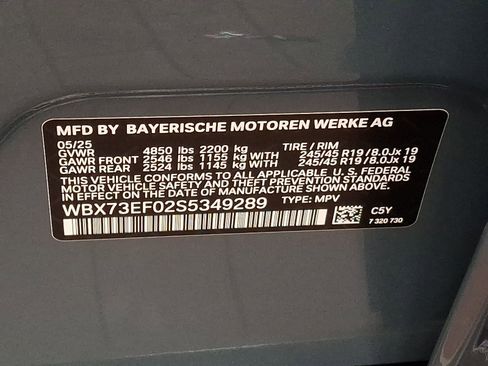 MFD BY BAYERISCHE MOTOREN WERKE AG
05/25 TIRE / RIM
GVWR 4850 lbs 2200 kg
GAWR FRONT 2546 lbs 1155 kg WITH 245/45 R19 / 8.0Jx 19
GAWR REAR 2524 lbs 1145 kg WITH 245/45 R19 / 8.0Jx 19
THIS VEHICLE CONFORMS TO ALL APPLICABLE U.S. FEDERAL
MOTOR VEHICLE SAFETY, BUMPER, AND THEFT PREVENTION STANDARDS
IN EFFECT ON THE DATE OF MANUFACTURE SHOWN ABOVE.
WBX73EF02S5349289 TYPE: MPV
C5Y
7 320 730